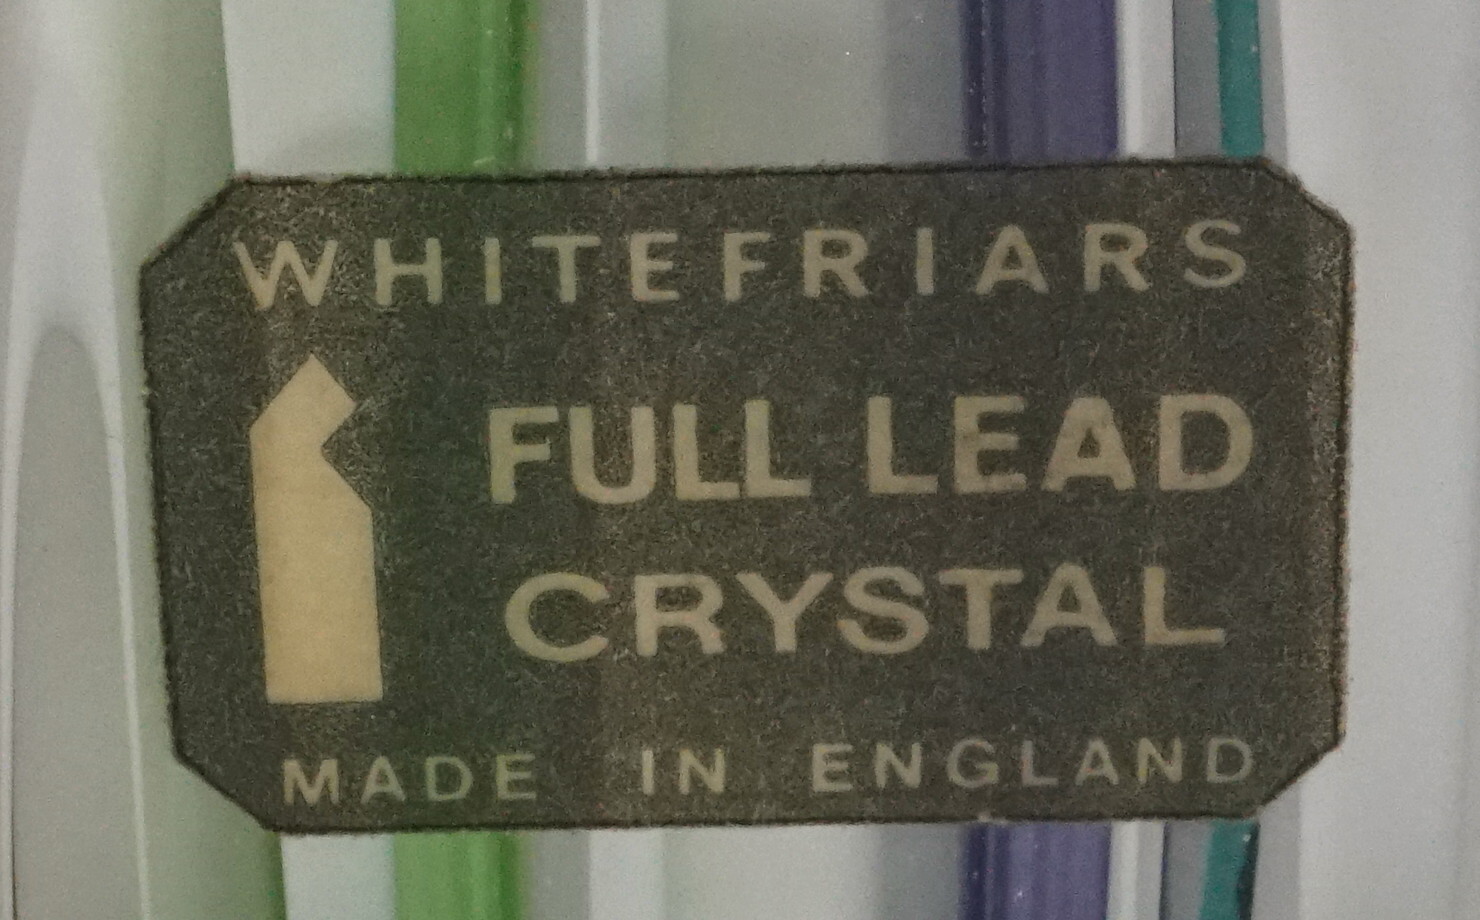 WHITEFRIARS
FULL LEAD
CRYSTAL
MADE IN ENGLAND